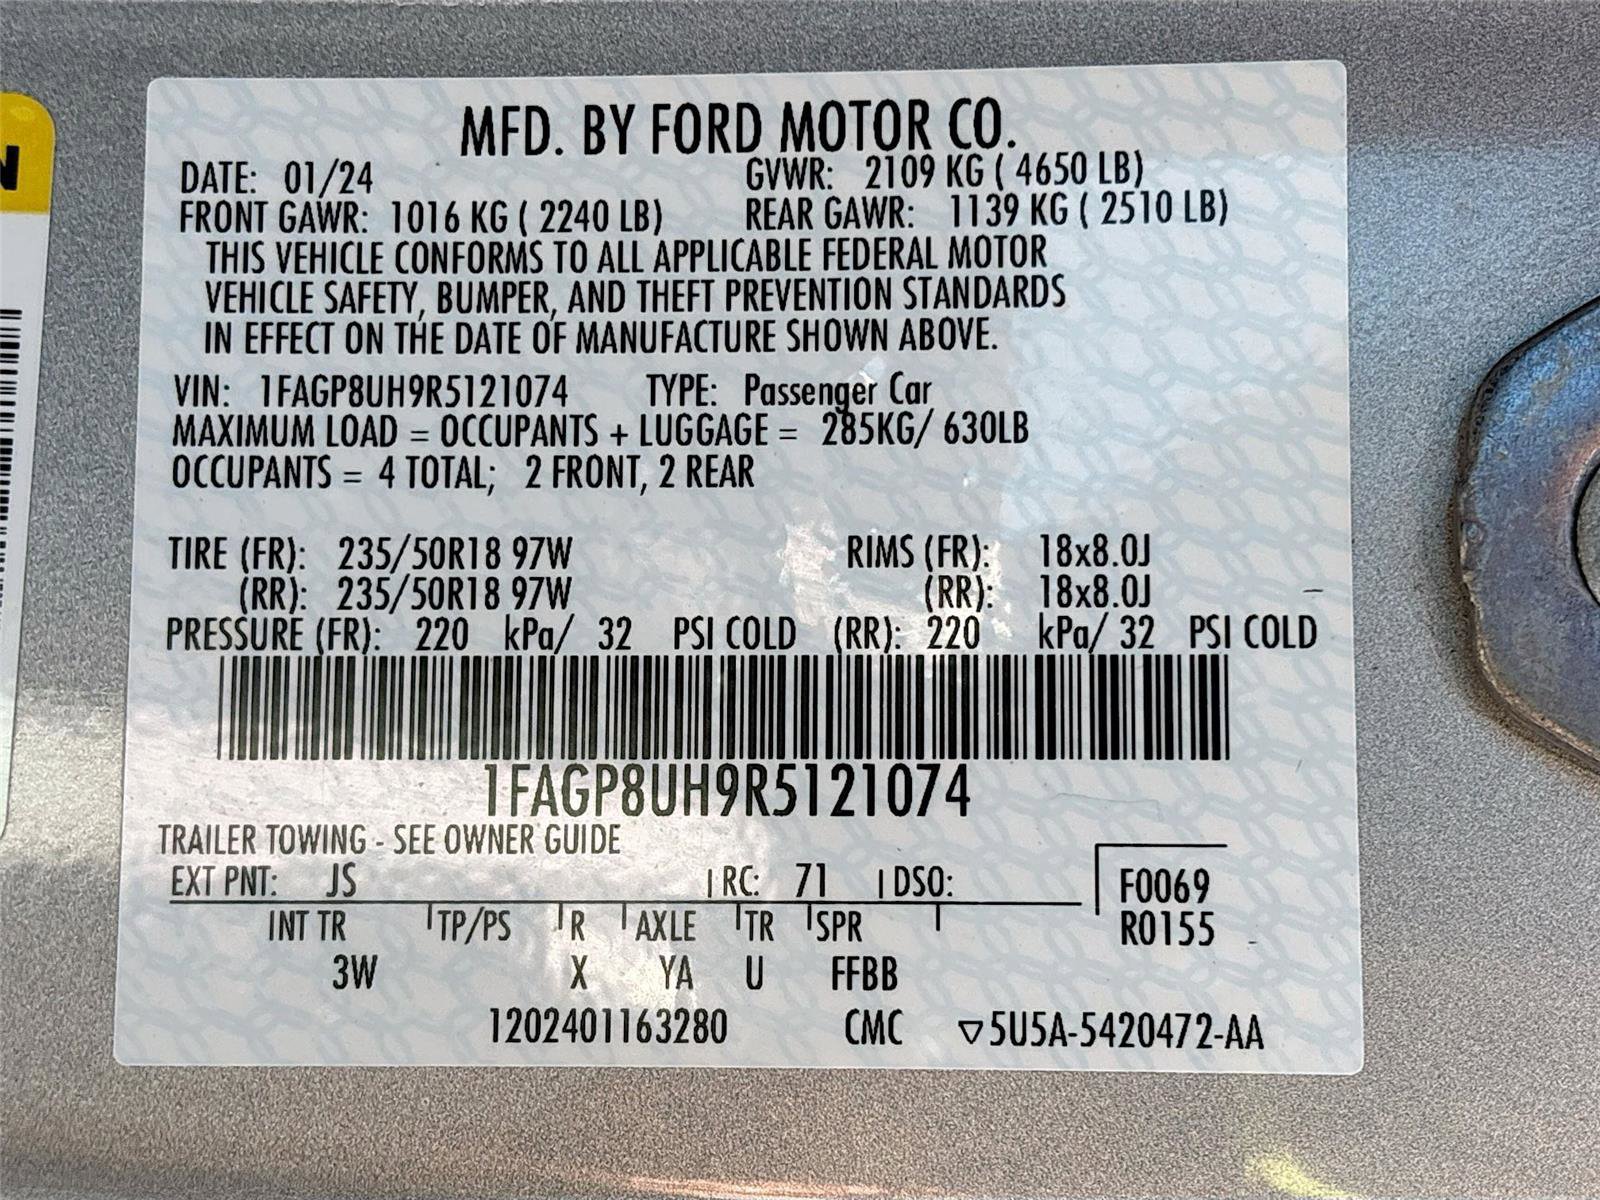 N
MFD. BY FORD MOTOR CO.
DATE: 01/24 GVWR: 2109 KG ( 4650 LB)
FRONT GAWR: 1016 KG ( 2240 LB) REAR GAWR: 1139 KG ( 2510 LB)
THIS VEHICLE CONFORMS TO ALL APPLICABLE FEDERAL MOTOR
VEHICLE SAFETY, BUMPER, AND THEFT PREVENTION STANDARDS
IN EFFECT ON THE DATE OF MANUFACTURE SHOWN ABOVE.
VIN: 1FAGP8UH9R5121074 TYPE: Passenger Car
MAXIMUM LOAD = OCCUPANTS + LUGGAGE = 285KG/ 630LB
OCCUPANTS = 4 TOTAL; 2 FRONT, 2 REAR
TIRE (FR): 235/50R18 97W RIMS (FR): 18x8.0J
(RR): 235/50R18 97W (RR): 18x8.0J
PRESSURE (FR): 220 kPa/ 32 PSI COLD (RR): 220 kPa/ 32 PSI COLD
1FAGP8UH9R5121074
TRAILER TOWING - SEE OWNER GUIDE
EXT PNT: JS RC: 71 DSO: F0069
INT TR TP/PS R AXLE TR SPR R0155
3W X YA U FFBB
1202401163280 CMC ▽5U5A-5420472-AA